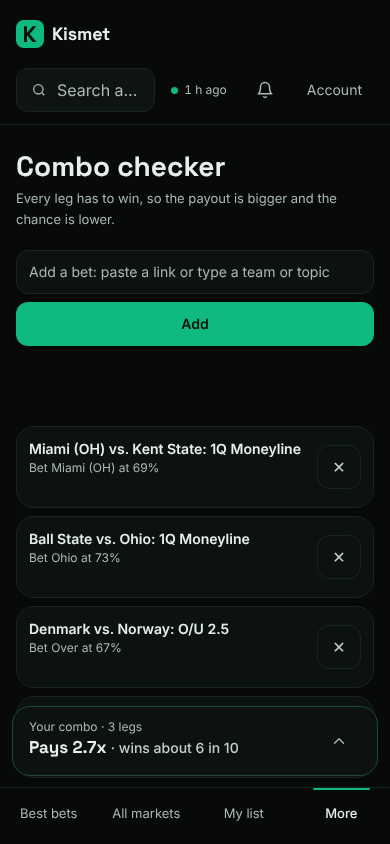 Kismet
Search a...
1 h ago
Account
Combo checker
Every leg has to win, so the payout is bigger and the
chance is lower.
Add a bet: paste a link or type a team or topic
Add
Miami (OH) vs. Kent State: 1Q Moneyline
Bet Miami (OH) at 69%
Ball State vs. Ohio: 1Q Moneyline
Bet Ohio at 73%
Denmark vs. Norway: O/U 2.5
Bet Over at 67%
Your combo · 3 legs
Pays 2.7x · wins about 6 in 10
Best bets
All markets
My list
More